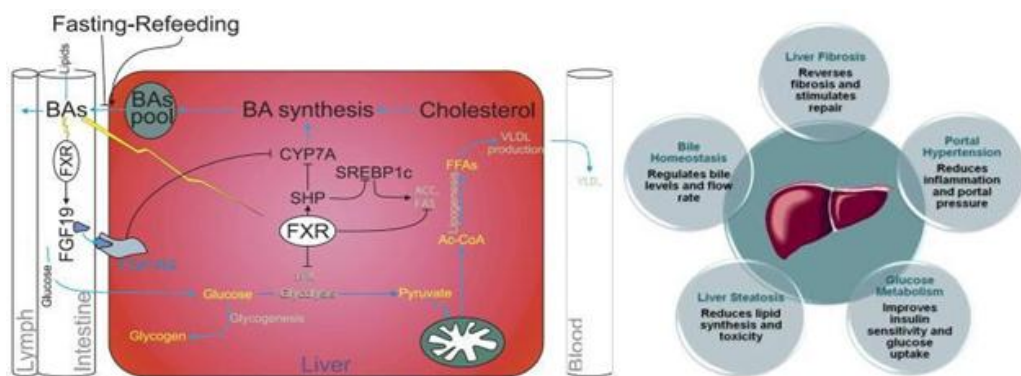 Fasting-Refeeding
Lipids
BAs
BAs
pool
BA synthesis
Cholesterol
FXR
CYP7A
VLDL
production
SREBP1c
FFAs
VLDL
SHP
ACC,
FAS
Lipogenesis
FGF19
FXR
Ac-CoA
Glucose
Glucose
Glycolysis
Pyruvate
Glycogenesis
Glycogen
Lymph
Intestine
Liver
Blood
Liver Fibrosis
Reverses
fibrosis and
stimulates
repair
Bile
Homeostasis
Regulates bile
levels and flow
rate
Portal
Hypertension
Reduces
inflammation
and portal
pressure
Liver Steatosis
Reduces lipid
synthesis and
toxicity
Glucose
Metabolism
Improves
insulin
sensitivity and
glucose
uptake